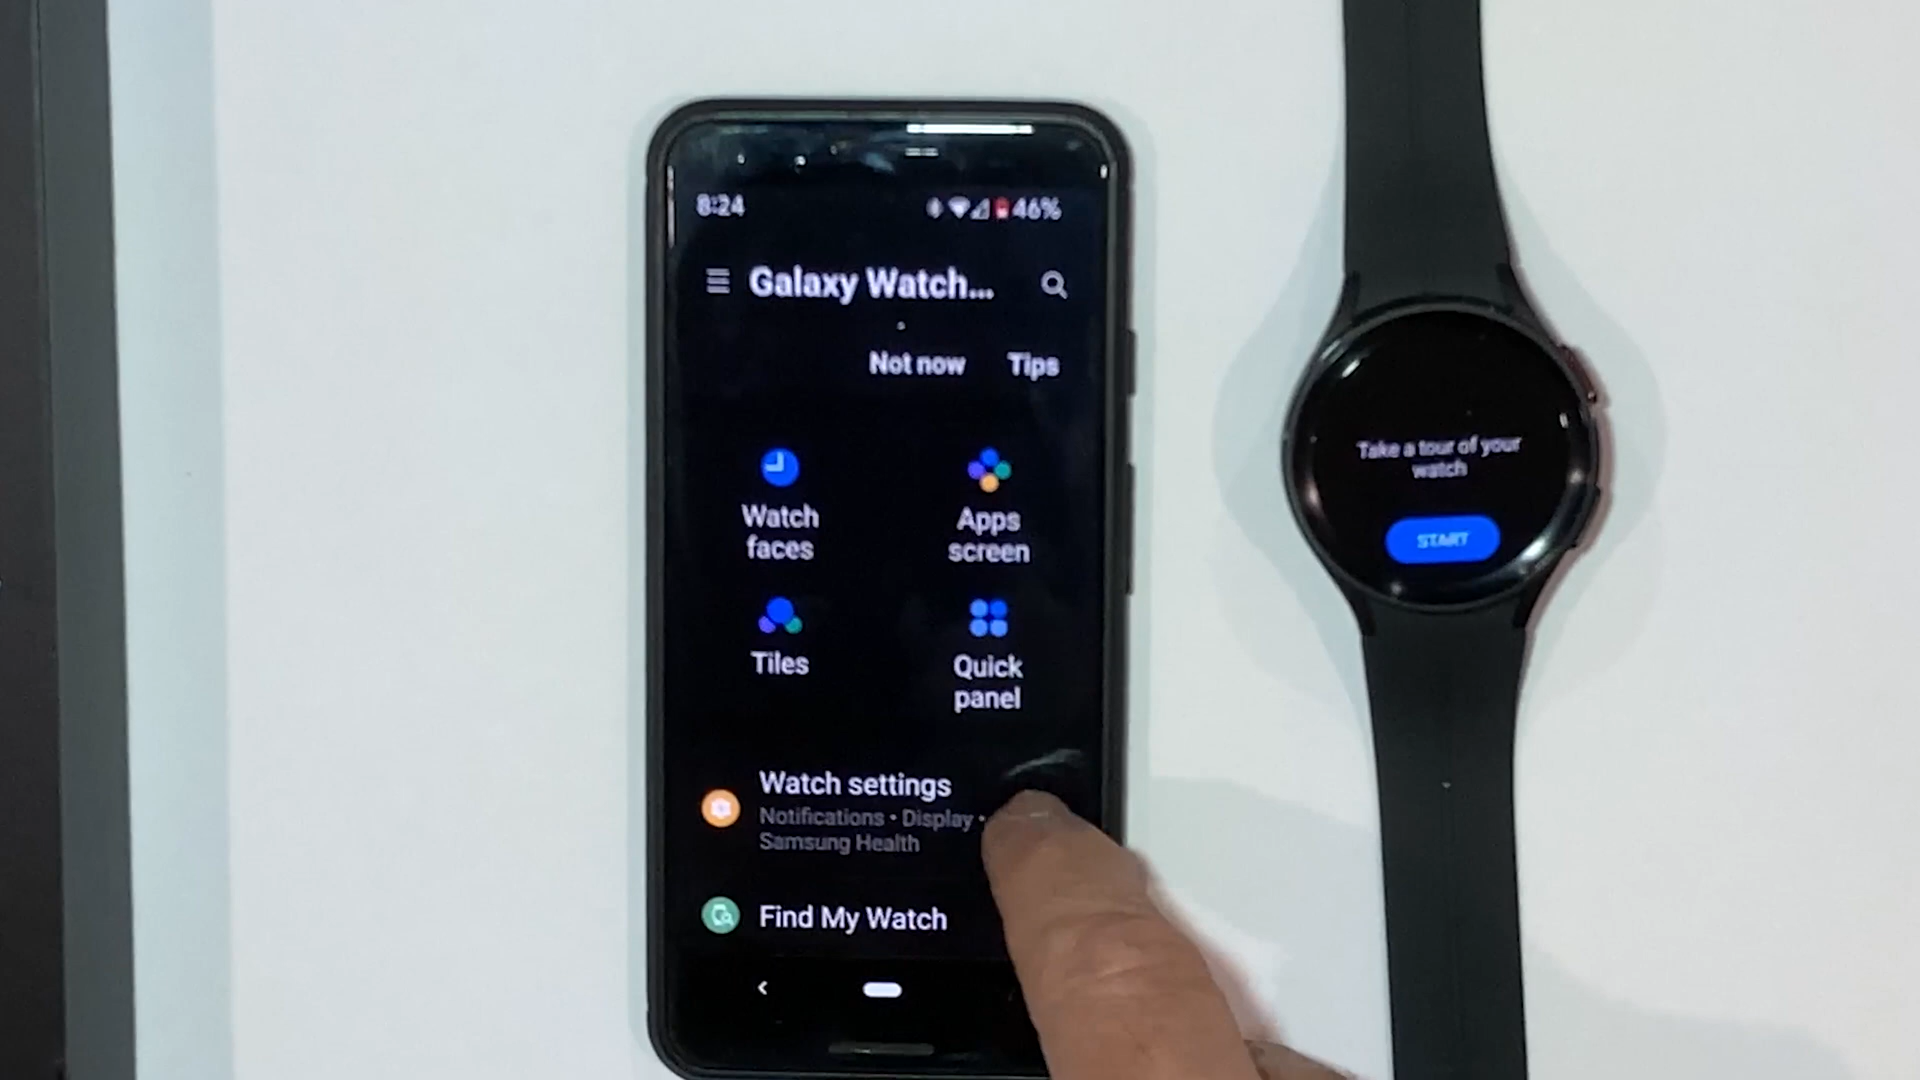 8:24
46%
Galaxy Watch...
Not now
Tips
Watch
faces
Apps
screen
Tiles
Quick
panel
Watch settings
Notifications • Display •
Samsung Health
Find My Watch
Take a tour of your
watch
START